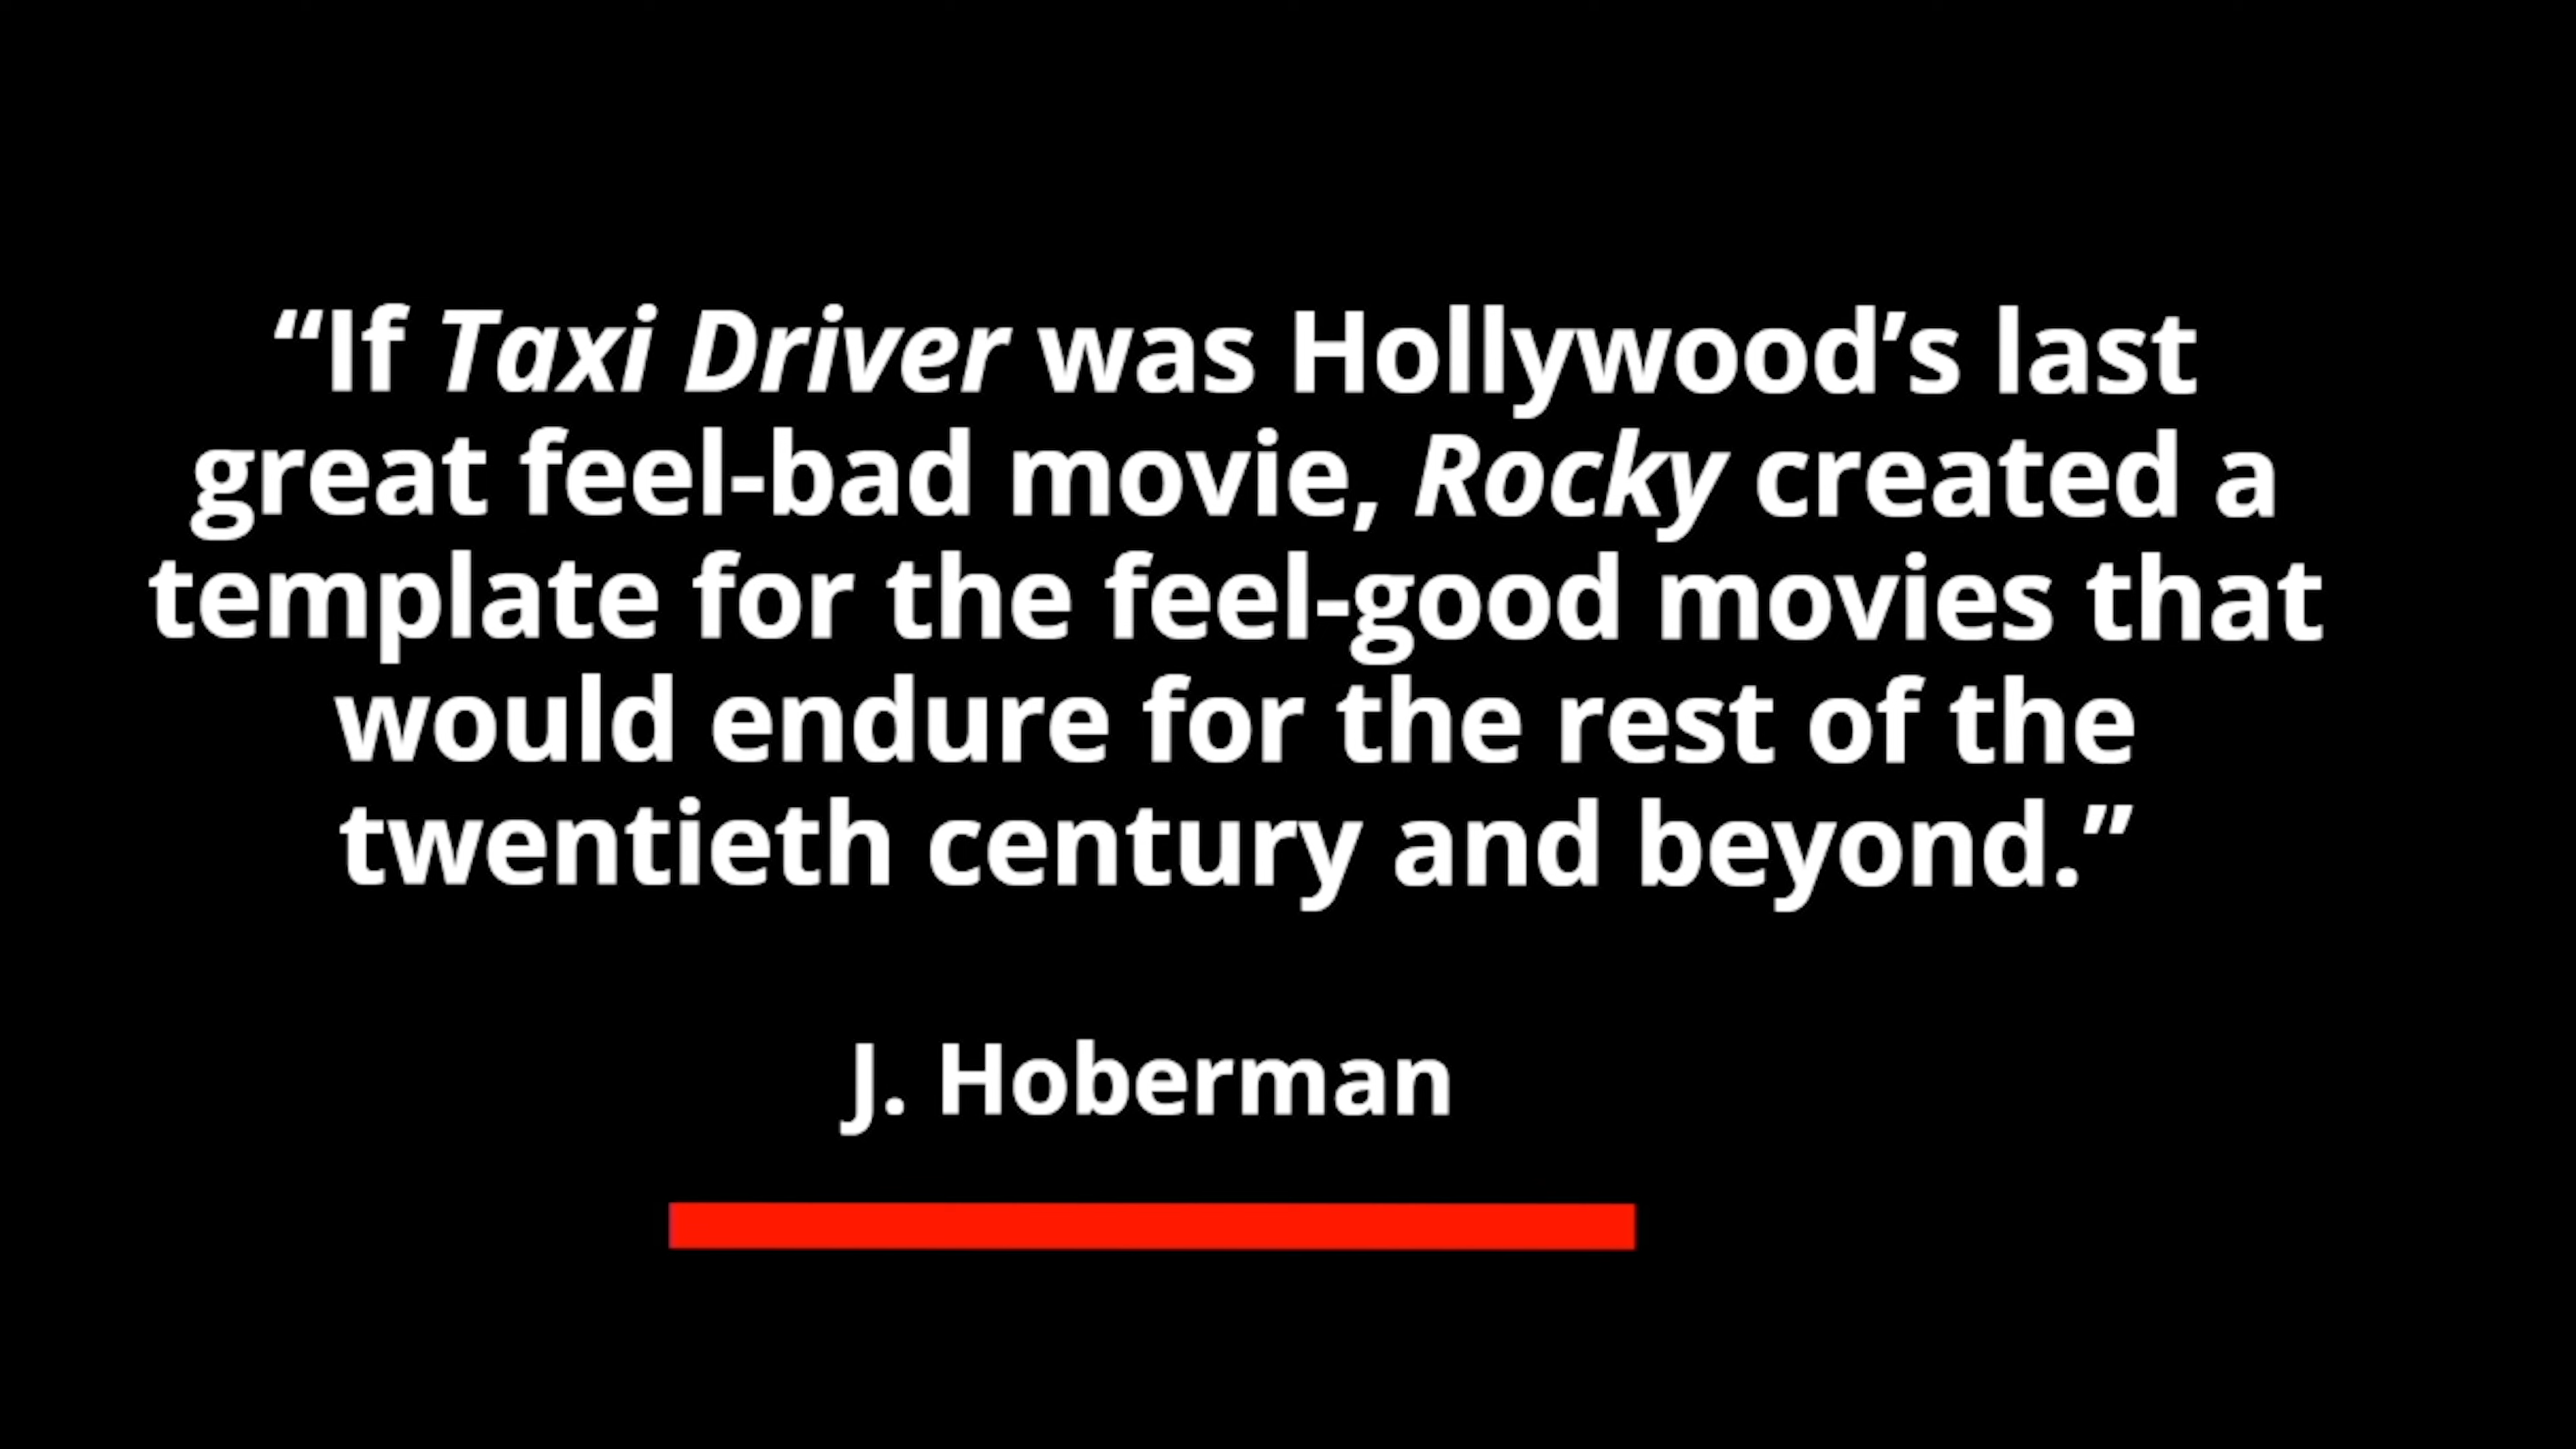 “If Taxi Driver was Hollywood’s last
great feel-bad movie, Rocky created a
template for the feel-good movies that
would endure for the rest of the
twentieth century and beyond.”
J. Hoberman